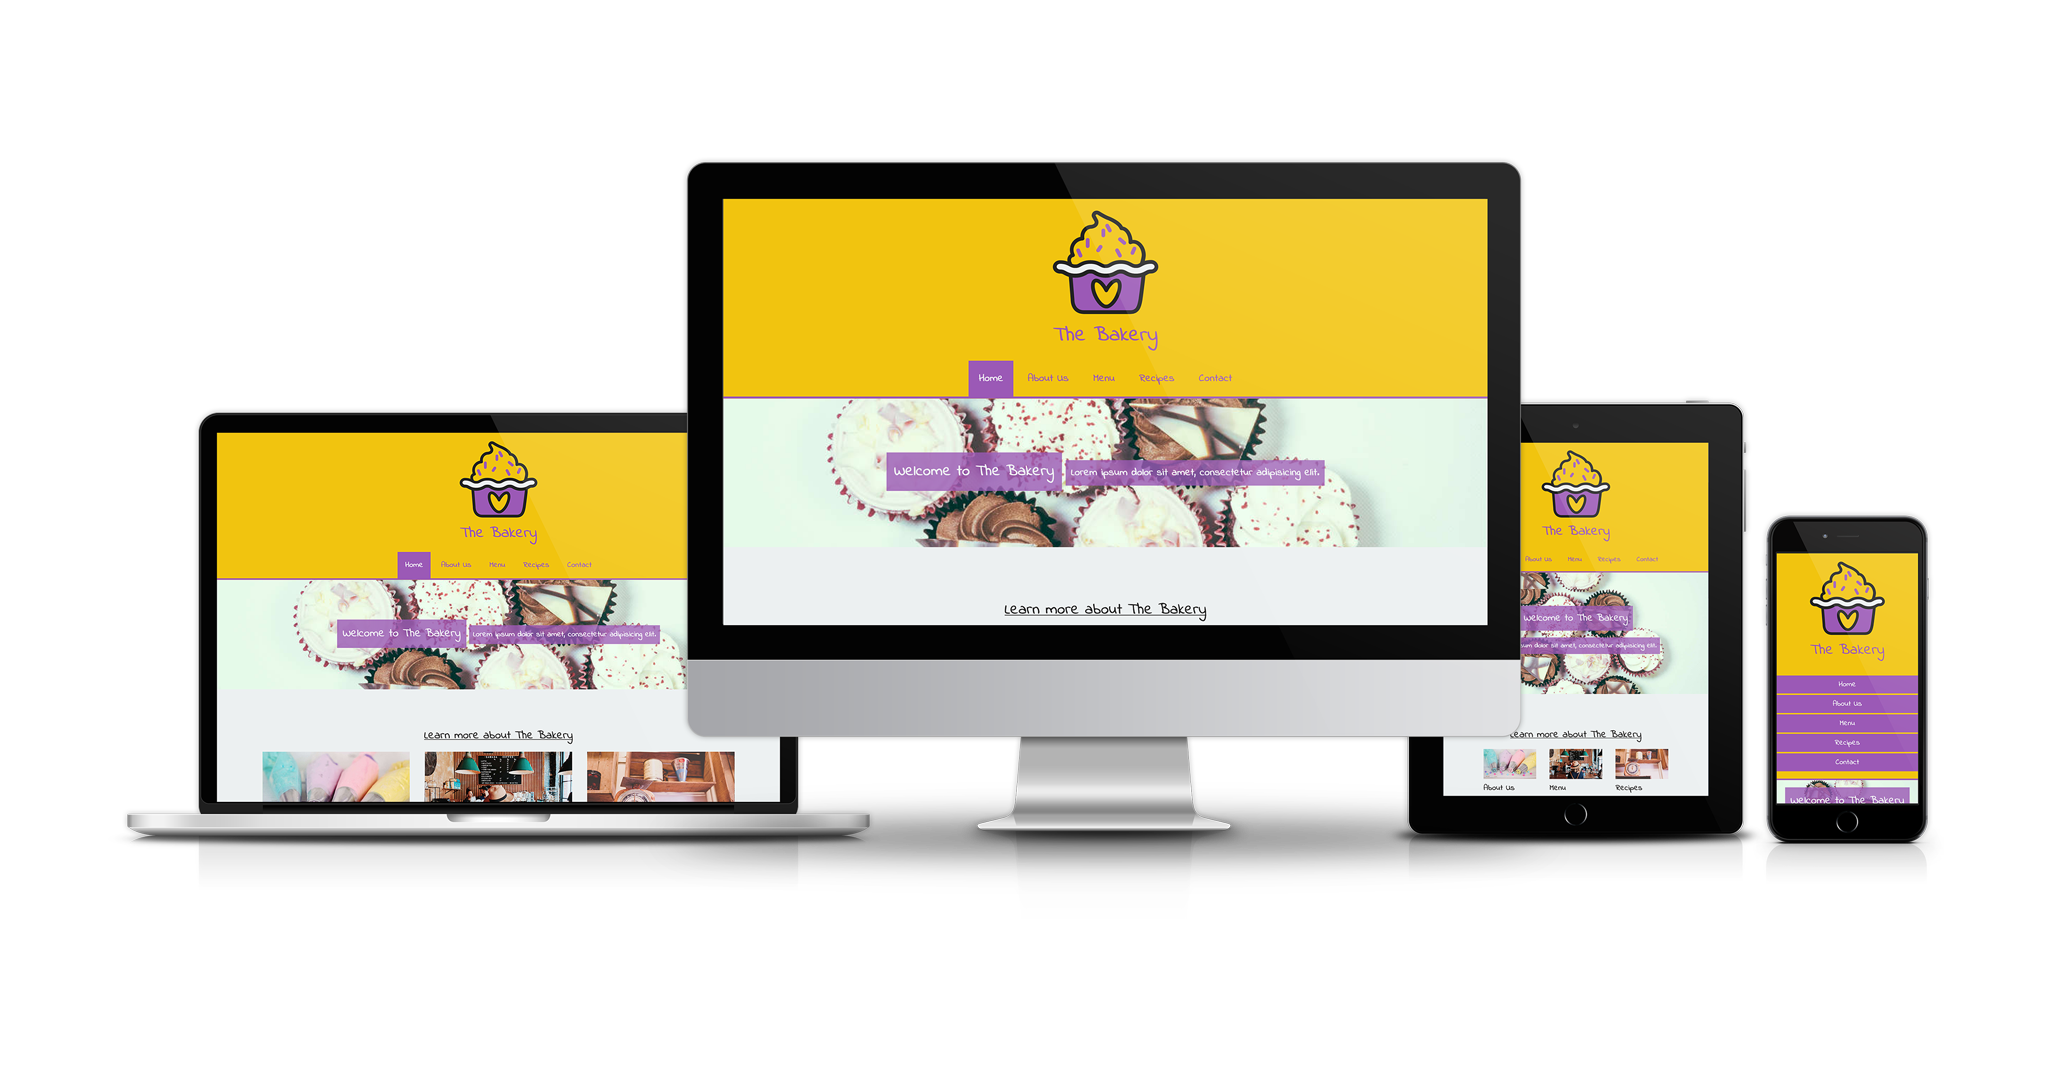 The Bakery
Home About Us Menu Recipes Contact
Welcome to The Bakery Lorem ipsum dolor sit amet, consectetur adipisicing elit.
Learn more about The Bakery
The Bakery
Home About Us Menu Recipes Contact
Welcome to The Bakery Lorem ipsum dolor sit amet, consectetur adipisicing elit.
Learn more about The Bakery
The Bakery
About Us Menu Recipes Contact
Welcome to The Bakery
dolor sit amet, consectetur adipisicing elit.
more about The Bakery
About Us Menu Recipes
The Bakery
Home
About Us
Menu
Recipes
Contact
Welcome to The Bakery